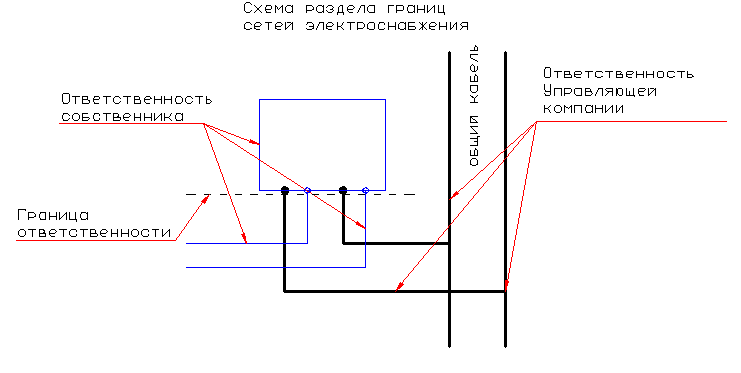 Схема раздела границ
сетей электроснабжения
Ответственность
собственника
общий кабель
Ответственность
Управляющей
компании
Граница
ответственности